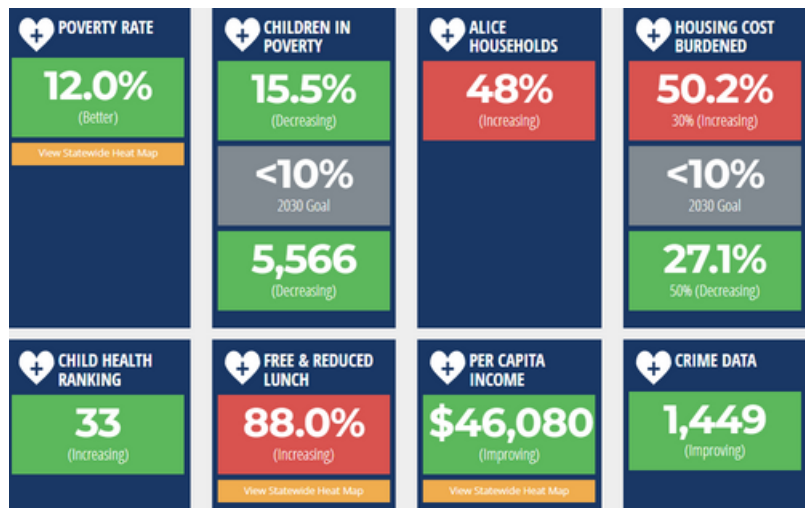 POVERTY RATE
12.0%
(Better)
View Statewide Heat Map
CHILDREN IN
POVERTY
15.5%
(Decreasing)
<10%
2030 Goal
5,566
(Decreasing)
ALICE
HOUSEHOLDS
48%
(Increasing)
HOUSING COST
BURDENED
50.2%
30% (Increasing)
<10%
2030 Goal
27.1%
50% (Decreasing)
CHILD HEALTH
RANKING
33
(Increasing)
FREE & REDUCED
LUNCH
88.0%
(Increasing)
View Statewide Heat Map
PER CAPITA
INCOME
$46,080
(Improving)
View Statewide Heat Map
CRIME DATA
1,449
(Improving)